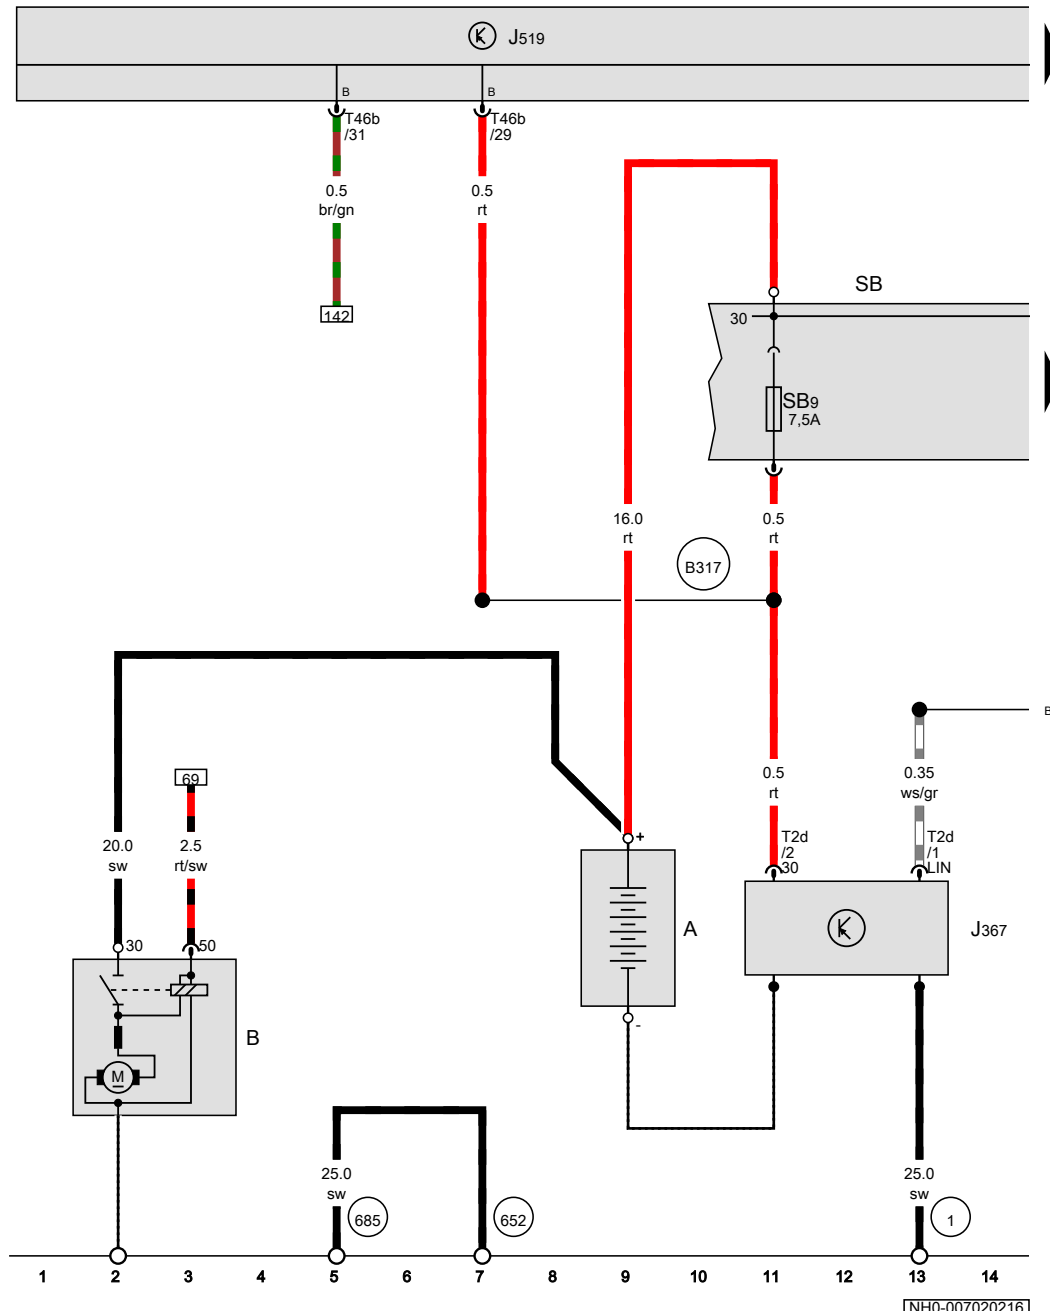 J519
B
B
T46b
/31
T46b
/29
0.5
br/gn
0.5
rt
142
SB
30
SB9
7,5A
16.0
rt
0.5
rt
B317
B
69
0.5
rt
0.35
ws/gr
20.0
sw
2.5
rt/sw
T2d
/2
30
T2d
/1
LIN
+
A
J367
30
50
-
B
M
25.0
sw
685
652
25.0
sw
1
1 2 3 4 5 6 7 8 9 10 11 12 13 14
NH0-007020216